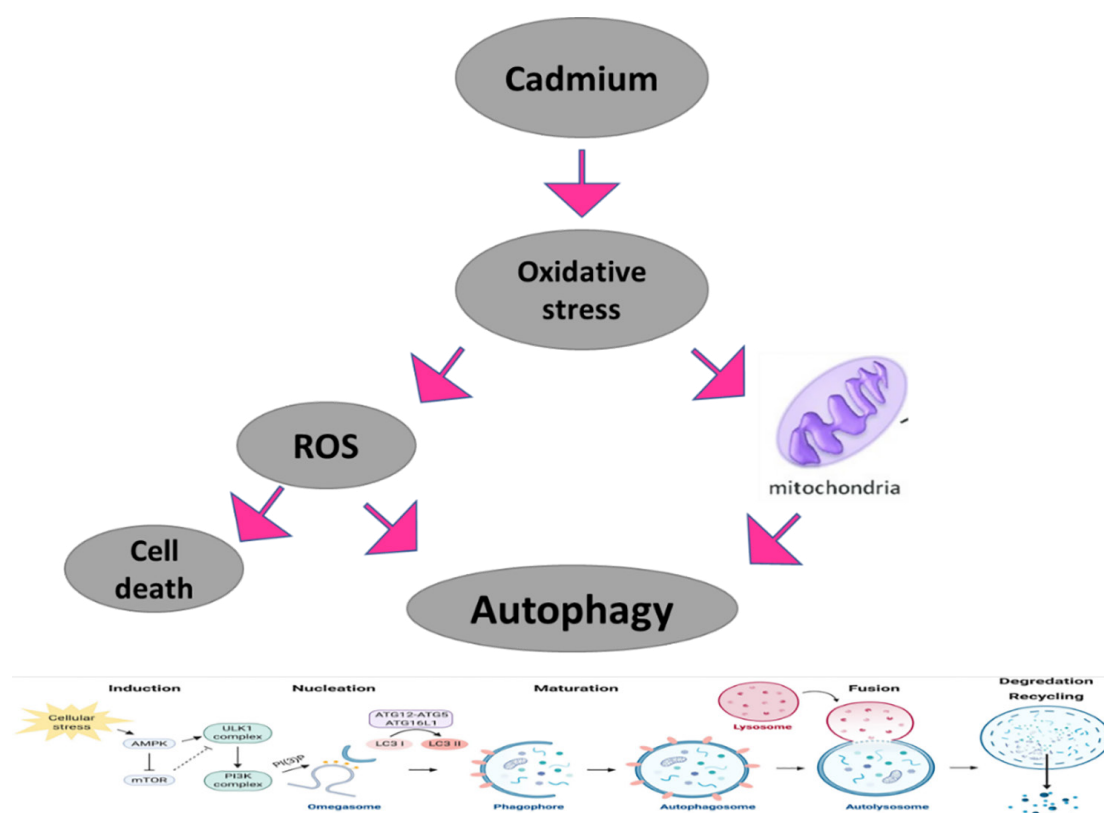 Cadmium
Oxidative
stress
ROS
mitochondria
Cell
death
Autophagy
Induction
Nucleation
Maturation
Fusion
Degradation
Recycling
Cellular
stress
AMPK
mTOR
ULK1
complex
PI3K
complex
PI(3)P
ATG12-ATG5
ATG16L1
LC3 I
LC3 II
Omegasome
Phagophore
Autophagosome
Lysosome
Autolysosome